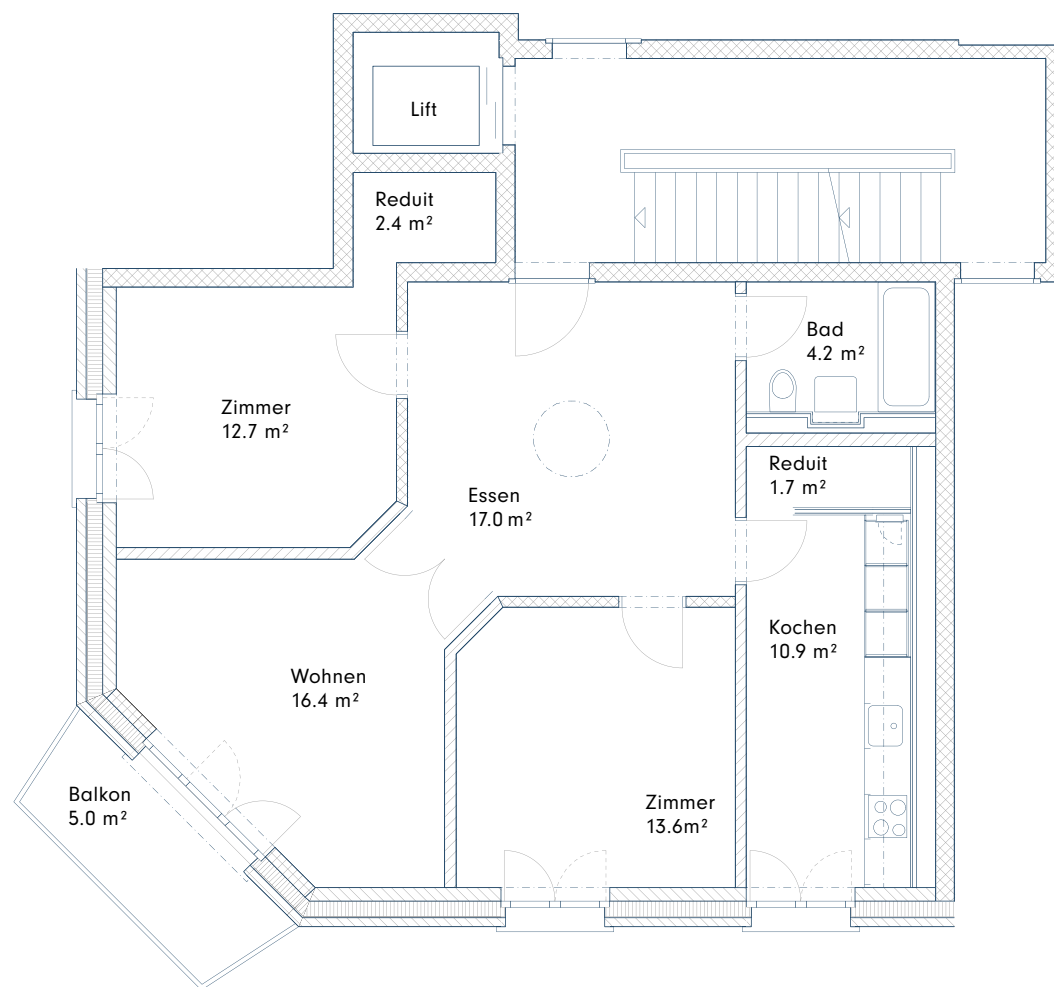 Lift
Reduit
2.4 m²
Bad
4.2 m²
Zimmer
12.7 m²
Reduit
1.7 m²
Essen
17.0 m²
Kochen
10.9 m²
Wohnen
16.4 m²
Balkon
5.0 m²
Zimmer
13.6m²